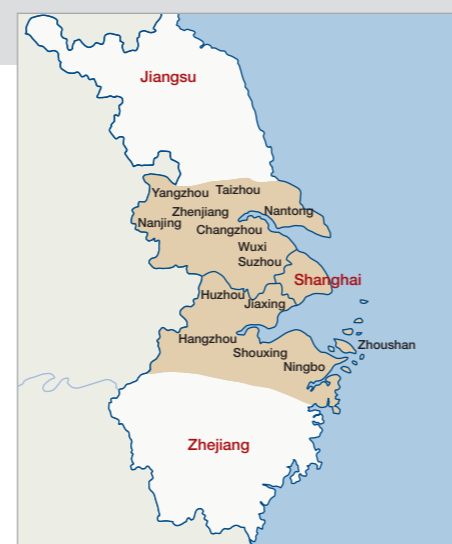 Jiangsu
Yangzhou
Taizhou
Zhenjiang
Nantong
Nanjing
Changzhou
Wuxi
Suzhou
Shanghai
Huzhou
Jiaxing
Hangzhou
Zhoushan
Shouxing
Ningbo
Zhejiang